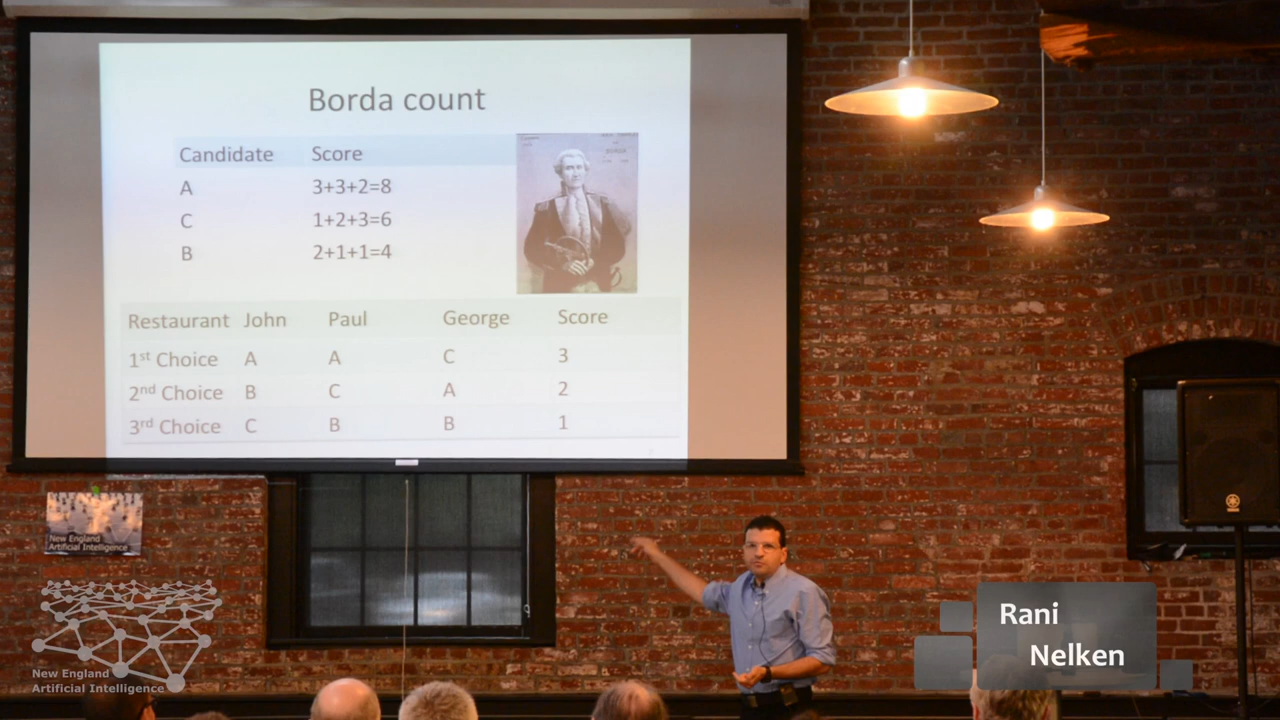 Borda count
Candidate Score
A 3+3+2=8
C 1+2+3=6
B 2+1+1=4
Restaurant John Paul George Score
1st Choice A A C 3
2nd Choice B C A 2
3rd Choice C B B 1
New England
Artificial Intelligence
New England
Artificial Intelligence
Rani
Nelken